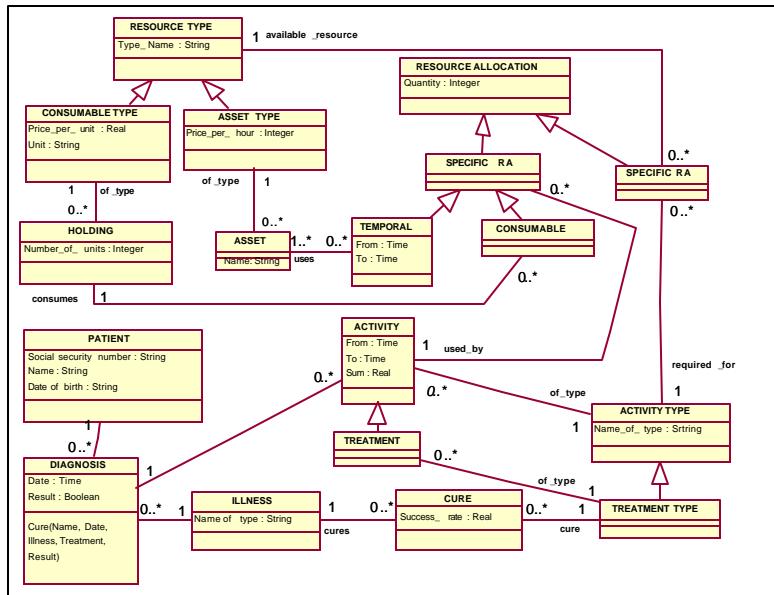 RESOURCE TYPE
Type_ Name : String
1
available _resource
RESOURCE ALLOCATION
Quantity : Integer
CONSUMABLE TYPE
Price_per_ unit : Real
Unit : String
ASSET TYPE
Price_per_ hour : Integer
SPECIFIC RA
0..*
0..*
SPECIFIC RA
0..*
1
of _type
0..*
of _type
1
0..*
HOLDING
Number_of_ units : Integer
ASSET
Name: String
1..*
uses
0..*
TEMPORAL
From : Time
To : Time
CONSUMABLE
0..*
consumes
1
PATIENT
Social security number : String
Name : String
Date of birth : String
1
0..*
ACTIVITY
From : Time
To : Time
Sum : Real
1
used_by
0..*
0..*
required _for
1
of_type
1
ACTIVITY TYPE
Name_of_ type : Srtring
TREATMENT
0..*
of_type
1
DIAGNOSIS
Date : Time
Result : Boolean
Cure(Name, Date,
Illness, Treatment,
Result)
1
0..*
1
ILLNESS
Name of type : String
1
cures
0..*
CURE
Success_ rate : Real
0..*
1
cure
TREATMENT TYPE